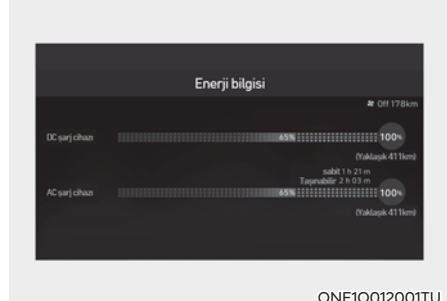 Enerji bilgisi
Off 178km
DC şarj cihazı 65% 100%
(Yaklaşık 411km)
sabit 1 h 21 m
Taşınabilir 2 h 03 m
AC şarj cihazı 65% 100%
(Yaklaşık 411km)
ONE1Q012001TU